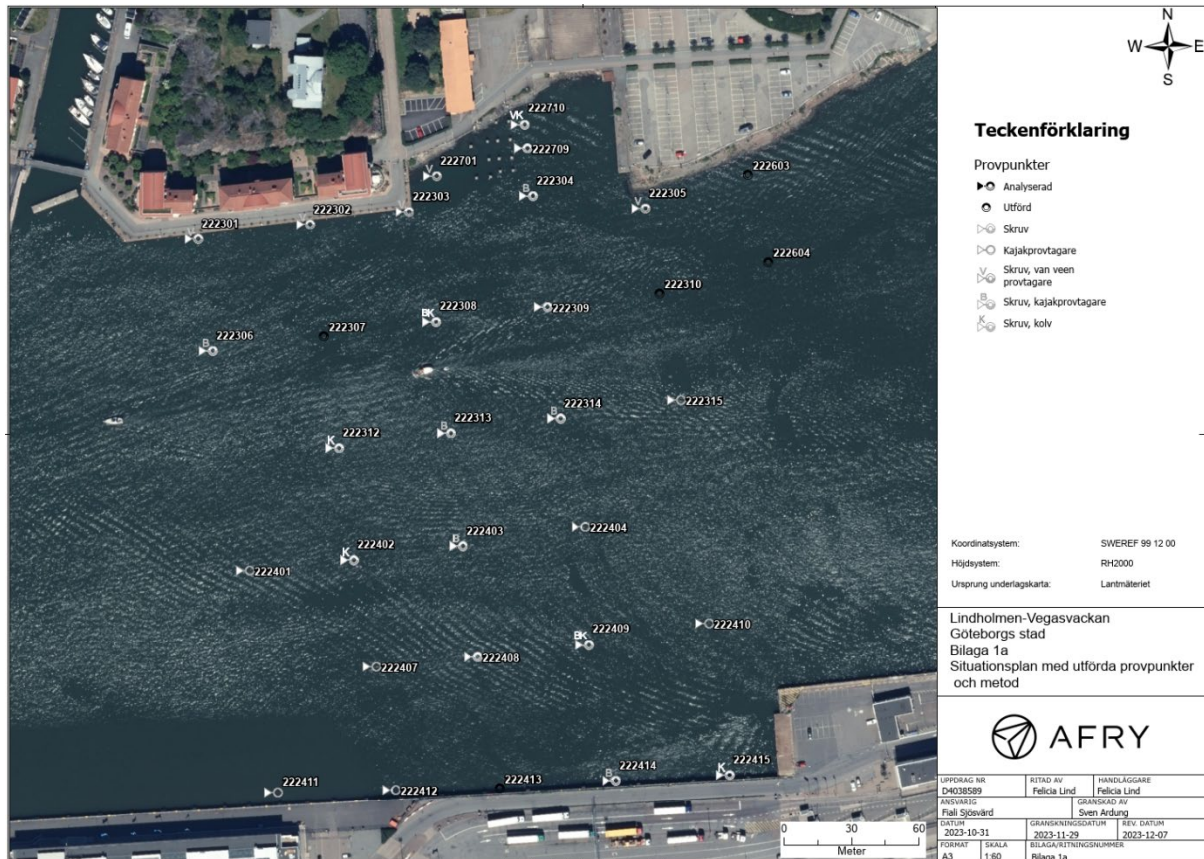 222710
222709
222701
222603
222304
222305
222303
222302
222301
222604
222310
222309
222308
222307
222306
222315
222314
222313
222312
222404
222403
222402
222401
222410
222409
222408
222407
222415
222414
222413
222412
222411
VK
V
B
V
V
V
V
BK
B
B
B
K
B
K
BK
B
K
0 30 60
Meter
N
W E
S
Teckenförklaring
Provpunkter
Analyserad
Utförd
Skruv
Kajakprovtagare
V Skruv, van veen
provtagare
B Skruv, kajakprovtagare
K Skruv, kolv
Koordinatsystem: SWEREF 99 12 00
Höjdsystem: RH2000
Ursprung underlagskarta: Lantmäteriet
Lindholmen-Vegasvackan
Göteborgs stad
Bilaga 1a
Situationsplan med utförda provpunkter
och metod
AFRY
UPPDRAG NR RITAD AV HANDLÄGGARE
D4038589 Felicia Lind Felicia Lind
ANSVARIG GRANSKAD AV
Fiali Sjösvärd Sven Ardung
DATUM GRANSKNINGSDATUM REV. DATUM
2023-10-31 2023-11-29 2023-12-07
FORMAT SKALA BILAGA/RITNINGSNUMMER
A3 1:60 Bilaga 1a